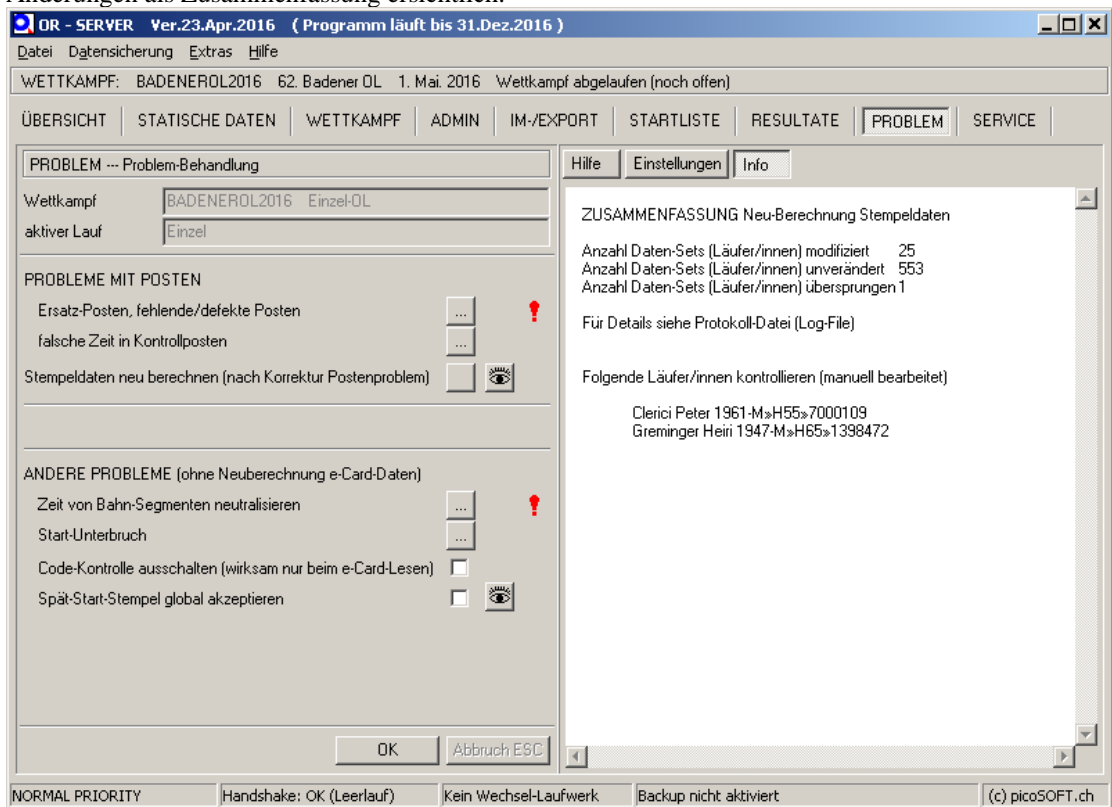 Änderungen als Zusammenfassung ersichtlich.
OR - SERVER Ver.23.Apr.2016 ( Programm läuft bis 31.Dez.2016 )
Datei Datensicherung Extras Hilfe
WETTKAMPF: BADENEROL2016 62. Badener OL 1. Mai. 2016 Wettkampf abgelaufen (noch offen)
ÜBERSICHT STATISCHE DATEN WETTKAMPF ADMIN IM-/EXPORT STARTLISTE RESULTATE PROBLEM SERVICE
PROBLEM --- Problem-Behandlung
Wettkampf BADENEROL2016 Einzel-OL
aktiver Lauf Einzel
PROBLEME MIT POSTEN
Ersatz-Posten, fehlende/defekte Posten ...
falsche Zeit in Kontrollposten ...
Stempeldaten neu berechnen (nach Korrektur Postenproblem)
ANDERE PROBLEME (ohne Neuberechnung e-Card-Daten)
Zeit von Bahn-Segmenten neutralisieren ...
Start-Unterbruch ...
Code-Kontrolle ausschalten (wirksam nur beim e-Card-Lesen)
Spät-Start-Stempel global akzeptieren
OK Abbruch ESC
Hilfe Einstellungen Info
ZUSAMMENFASSUNG Neu-Berechnung Stempeldaten
Anzahl Daten-Sets (Läufer/innen) modifiziert 25
Anzahl Daten-Sets (Läufer/innen) unverändert 553
Anzahl Daten-Sets (Läufer/innen) übersprungen 1
Für Details siehe Protokoll-Datei (Log-File)
Folgende Läufer/innen kontrollieren (manuell bearbeitet)
Clerici Peter 1961-M»H55»7000109
Greminger Heiri 1947-M»H65»1398472
NORMAL PRIORITY Handshake: OK (Leerlauf) Kein Wechsel-Laufwerk Backup nicht aktiviert (c) picoSOFT.ch